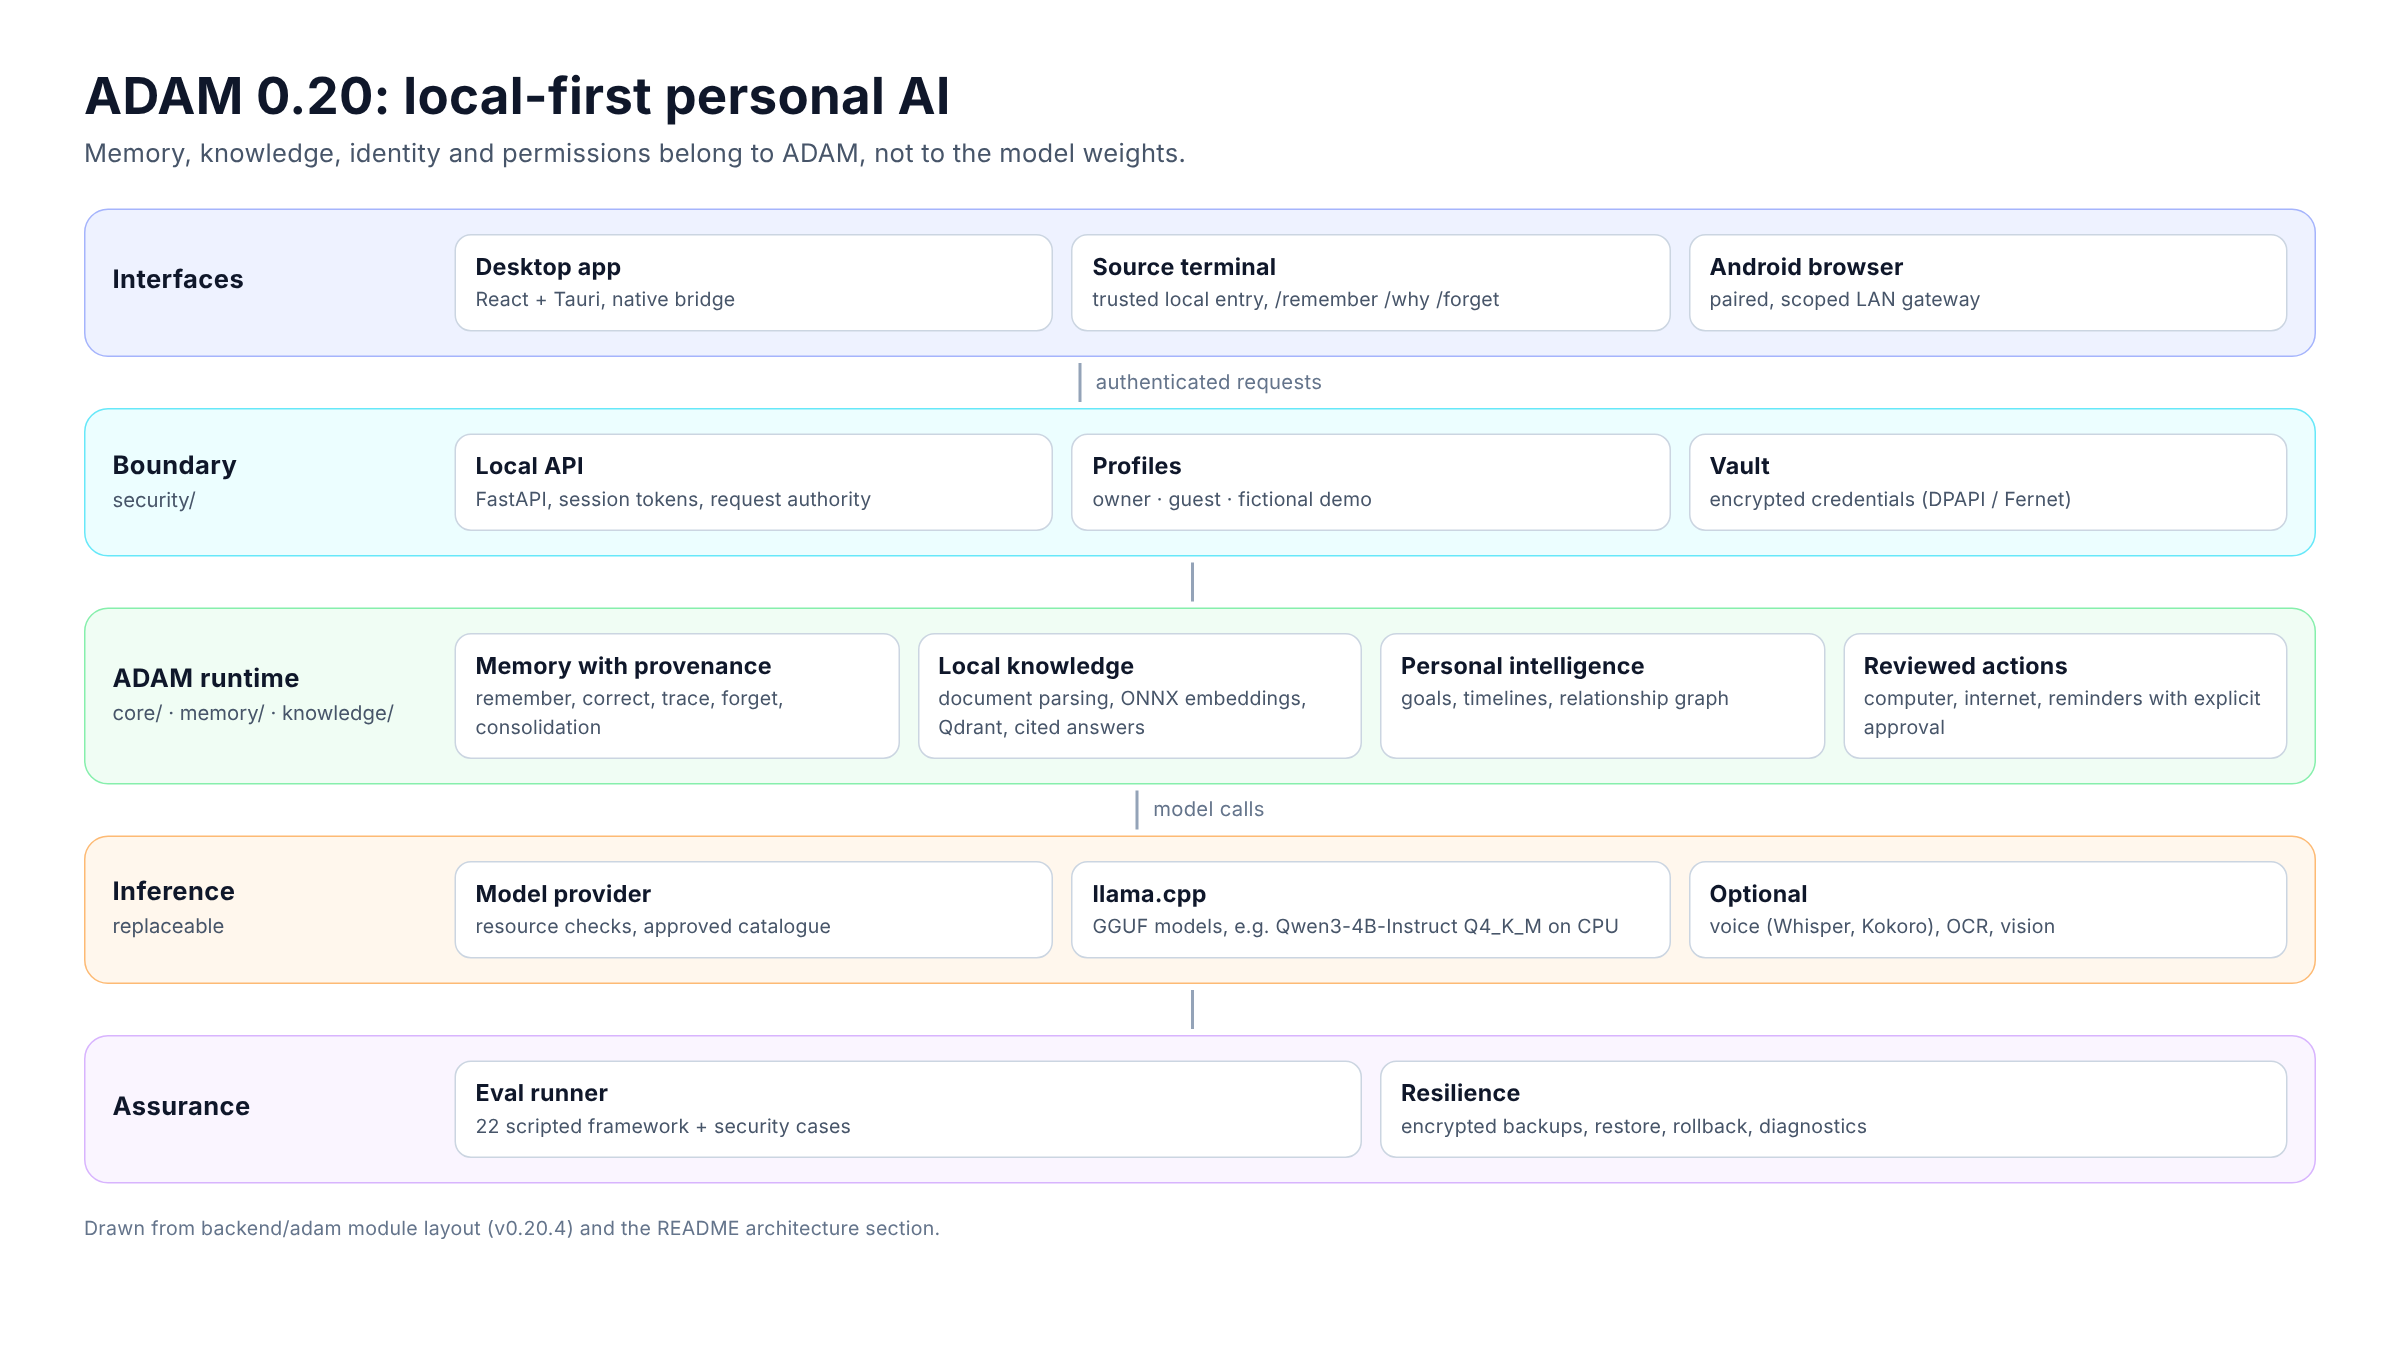 ADAM 0.20: local-first personal AI
Memory, knowledge, identity and permissions belong to ADAM, not to the model weights.
Interfaces
Desktop app
React + Tauri, native bridge
Source terminal
trusted local entry, /remember /why /forget
Android browser
paired, scoped LAN gateway
authenticated requests
Boundary
security/
Local API
FastAPI, session tokens, request authority
Profiles
owner · guest · fictional demo
Vault
encrypted credentials (DPAPI / Fernet)
ADAM runtime
core/ · memory/ · knowledge/
Memory with provenance
remember, correct, trace, forget,
consolidation
Local knowledge
document parsing, ONNX embeddings,
Qdrant, cited answers
Personal intelligence
goals, timelines, relationship graph
Reviewed actions
computer, internet, reminders with explicit
approval
model calls
Inference
replaceable
Model provider
resource checks, approved catalogue
llama.cpp
GGUF models, e.g. Qwen3-4B-Instruct Q4_K_M on CPU
Optional
voice (Whisper, Kokoro), OCR, vision
Assurance
Eval runner
22 scripted framework + security cases
Resilience
encrypted backups, restore, rollback, diagnostics
Drawn from backend/adam module layout (v0.20.4) and the README architecture section.